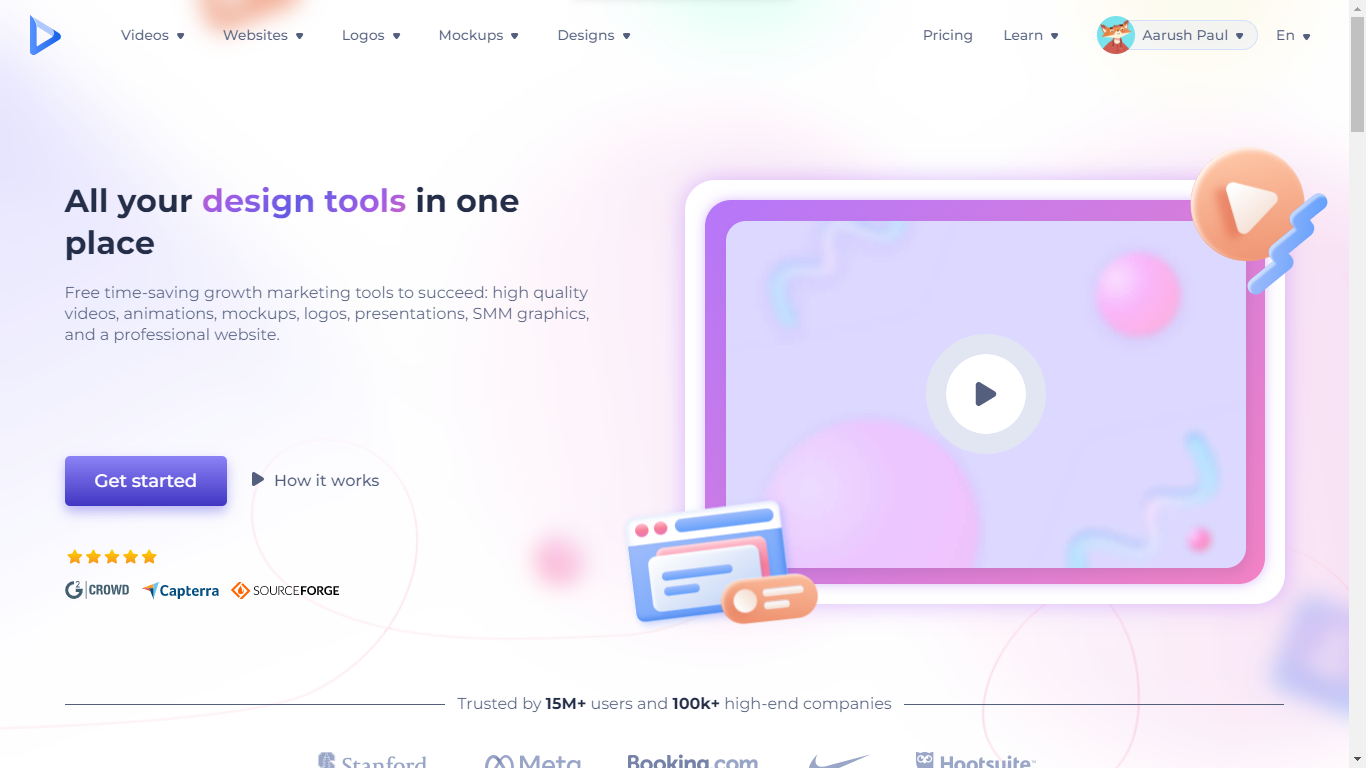 Videos
Websites
Logos
Mockups
Designs
Pricing
Learn
Aarush Paul
En
All your design tools in one
place
Free time-saving growth marketing tools to succeed: high quality
videos, animations, mockups, logos, presentations, SMM graphics,
and a professional website.
Get started
How it works
G2 CROWD
Capterra
SOURCEFORGE
Trusted by 15M+ users and 100k+ high-end companies
Stanford
Meta
Booking.com
Hootsuite